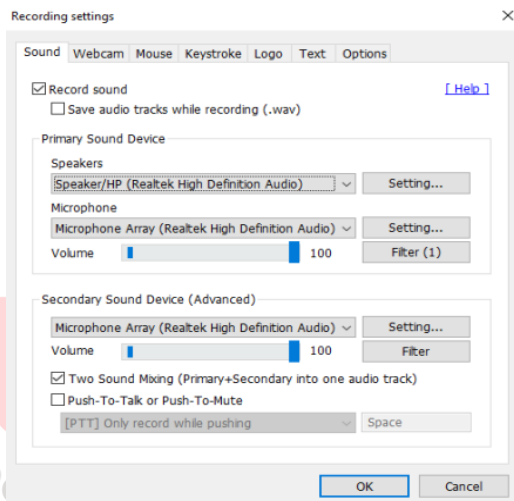 Recording settings
Sound Webcam Mouse Keystroke Logo Text Options
Record sound [ Help ]
Save audio tracks while recording (.wav)
Primary Sound Device
Speakers
Speaker/HP (Realtek High Definition Audio) Setting...
Microphone
Microphone Array (Realtek High Definition Audio) Setting...
Volume 100 Filter (1)
Secondary Sound Device (Advanced)
Microphone Array (Realtek High Definition Audio) Setting...
Volume 100 Filter
Two Sound Mixing (Primary+Secondary into one audio track)
Push-To-Talk or Push-To-Mute
[PTT] Only record while pushing Space
OK Cancel